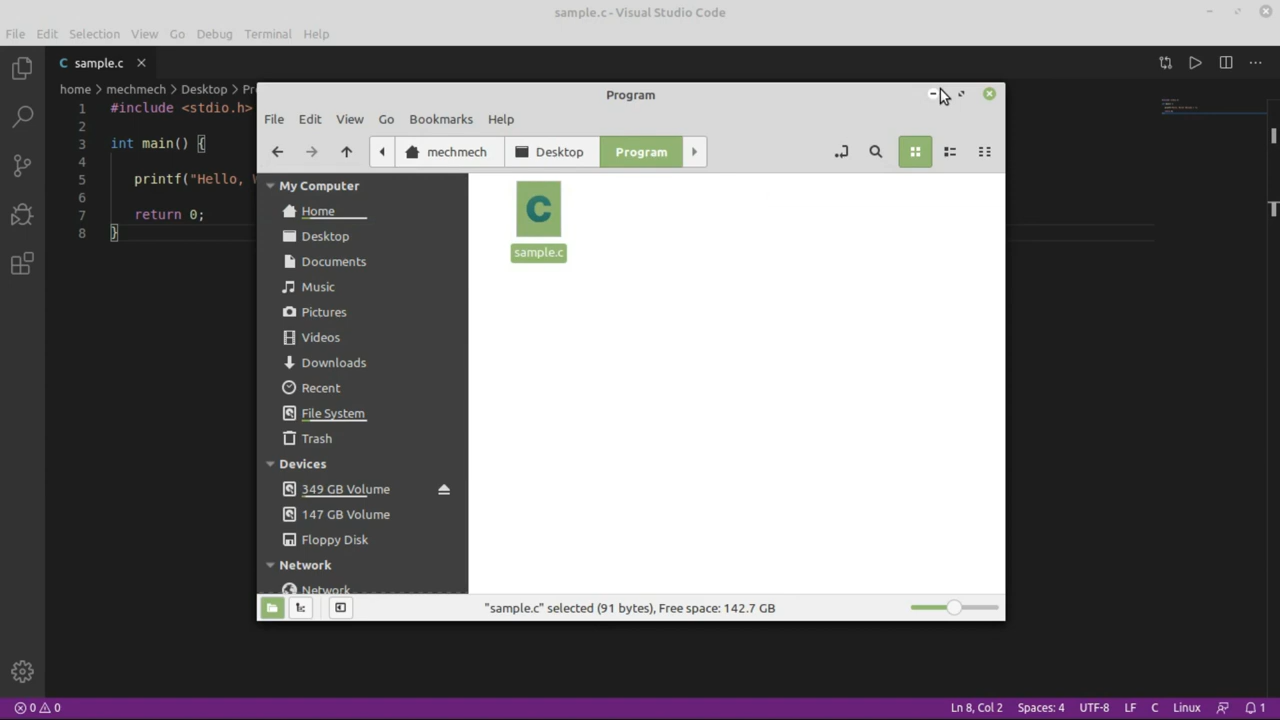 sample.c - Visual Studio Code
File Edit Selection View Go Debug Terminal Help
C sample.c
home > mechmech > Desktop > Pr
1 #include <stdio.h>
2
3 int main() {
4
5 printf("Hello,
6
7 return 0;
8 }
Program
File Edit View Go Bookmarks Help
mechmech Desktop Program
My Computer
Home
Desktop
Documents
Music
Pictures
Videos
Downloads
Recent
File System
Trash
Devices
349 GB Volume
147 GB Volume
Floppy Disk
Network
Network
C
sample.c
"sample.c" selected (91 bytes), Free space: 142.7 GB
0 0 Ln 8, Col 2 Spaces: 4 UTF-8 LF C Linux 1